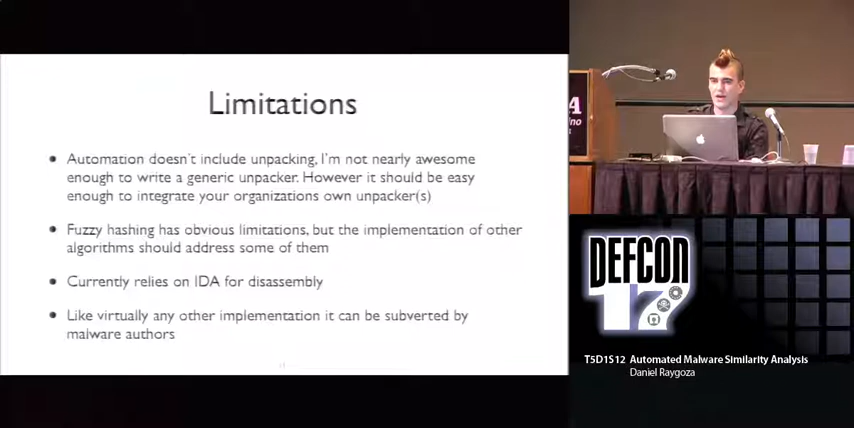 Limitations
Automation doesn't include unpacking, I'm not nearly awesome
enough to write a generic unpacker. However it should be easy
enough to integrate your organizations own unpacker(s)
Fuzzy hashing has obvious limitations, but the implementation of other
algorithms should address some of them
Currently relies on IDA for disassembly
Like virtually any other implementation it can be subverted by
malware authors
DEFCON
17
T5D1S12 Automated Malware Similarity Analysis
Daniel Raygoza